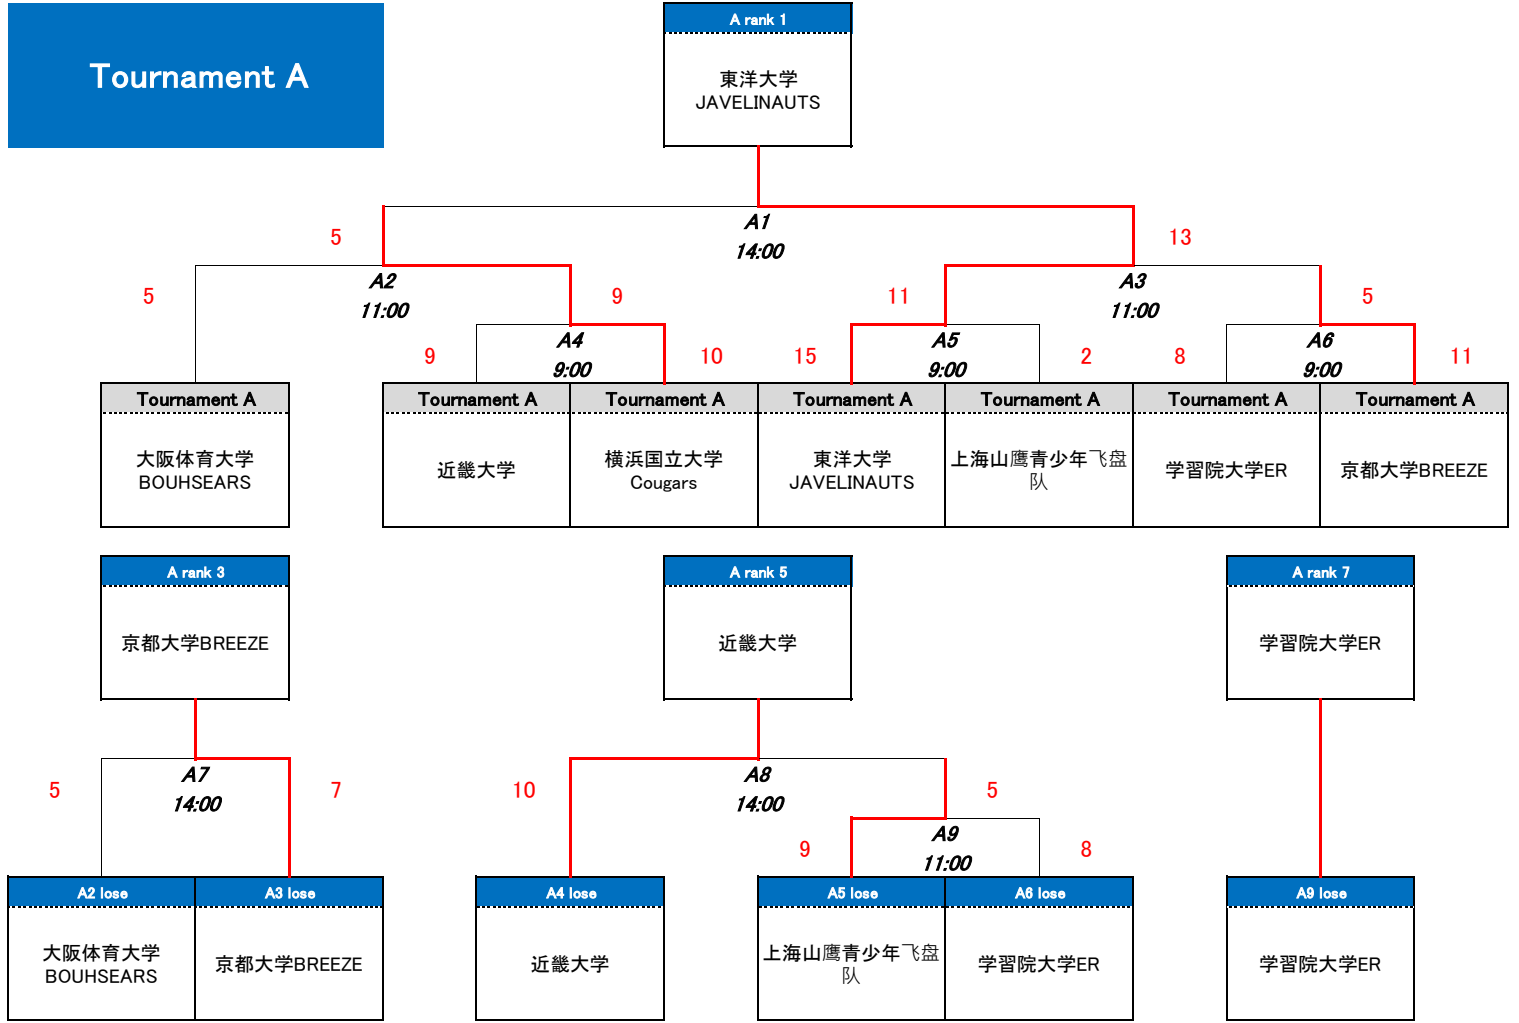 Tournament A
A rank 1
東洋大学
JAVELINAUTS
A1
14:00
5
13
A2
11:00
A3
11:00
5
9
11
5
A4
9:00
A5
9:00
A6
9:00
9
10
15
2
8
11
Tournament A
Tournament A
Tournament A
Tournament A
Tournament A
Tournament A
Tournament A
大阪体育大学
BOUHSEARS
近畿大学
横浜国立大学
Cougars
東洋大学
JAVELINAUTS
上海山鹰青少年飞盘
队
学習院大学ER
京都大学BREEZE
A rank 3
A rank 5
A rank 7
京都大学BREEZE
近畿大学
学習院大学ER
A7
14:00
A8
14:00
5
7
10
5
A9
11:00
9
8
A2 lose
A3 lose
A4 lose
A5 lose
A6 lose
A9 lose
大阪体育大学
BOUHSEARS
京都大学BREEZE
近畿大学
上海山鹰青少年飞盘
队
学習院大学ER
学習院大学ER